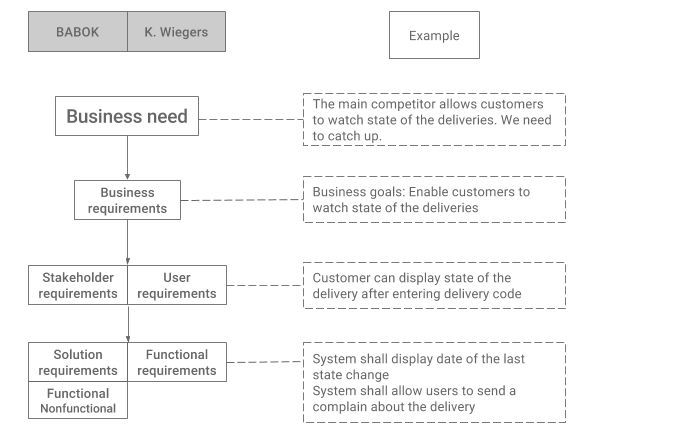 BABOK
K. Wiegers
Example
Business need
The main competitor allows customers
to watch state of the deliveries. We need
to catch up.
Business
requirements
Business goals: Enable customers to
watch state of the deliveries
Stakeholder
requirements
User
requirements
Customer can display state of the
delivery after entering delivery code
Solution
requirements
Functional
requirements
Functional
Nonfunctional
System shall display date of the last
state change
System shall allow users to send a
complain about the delivery